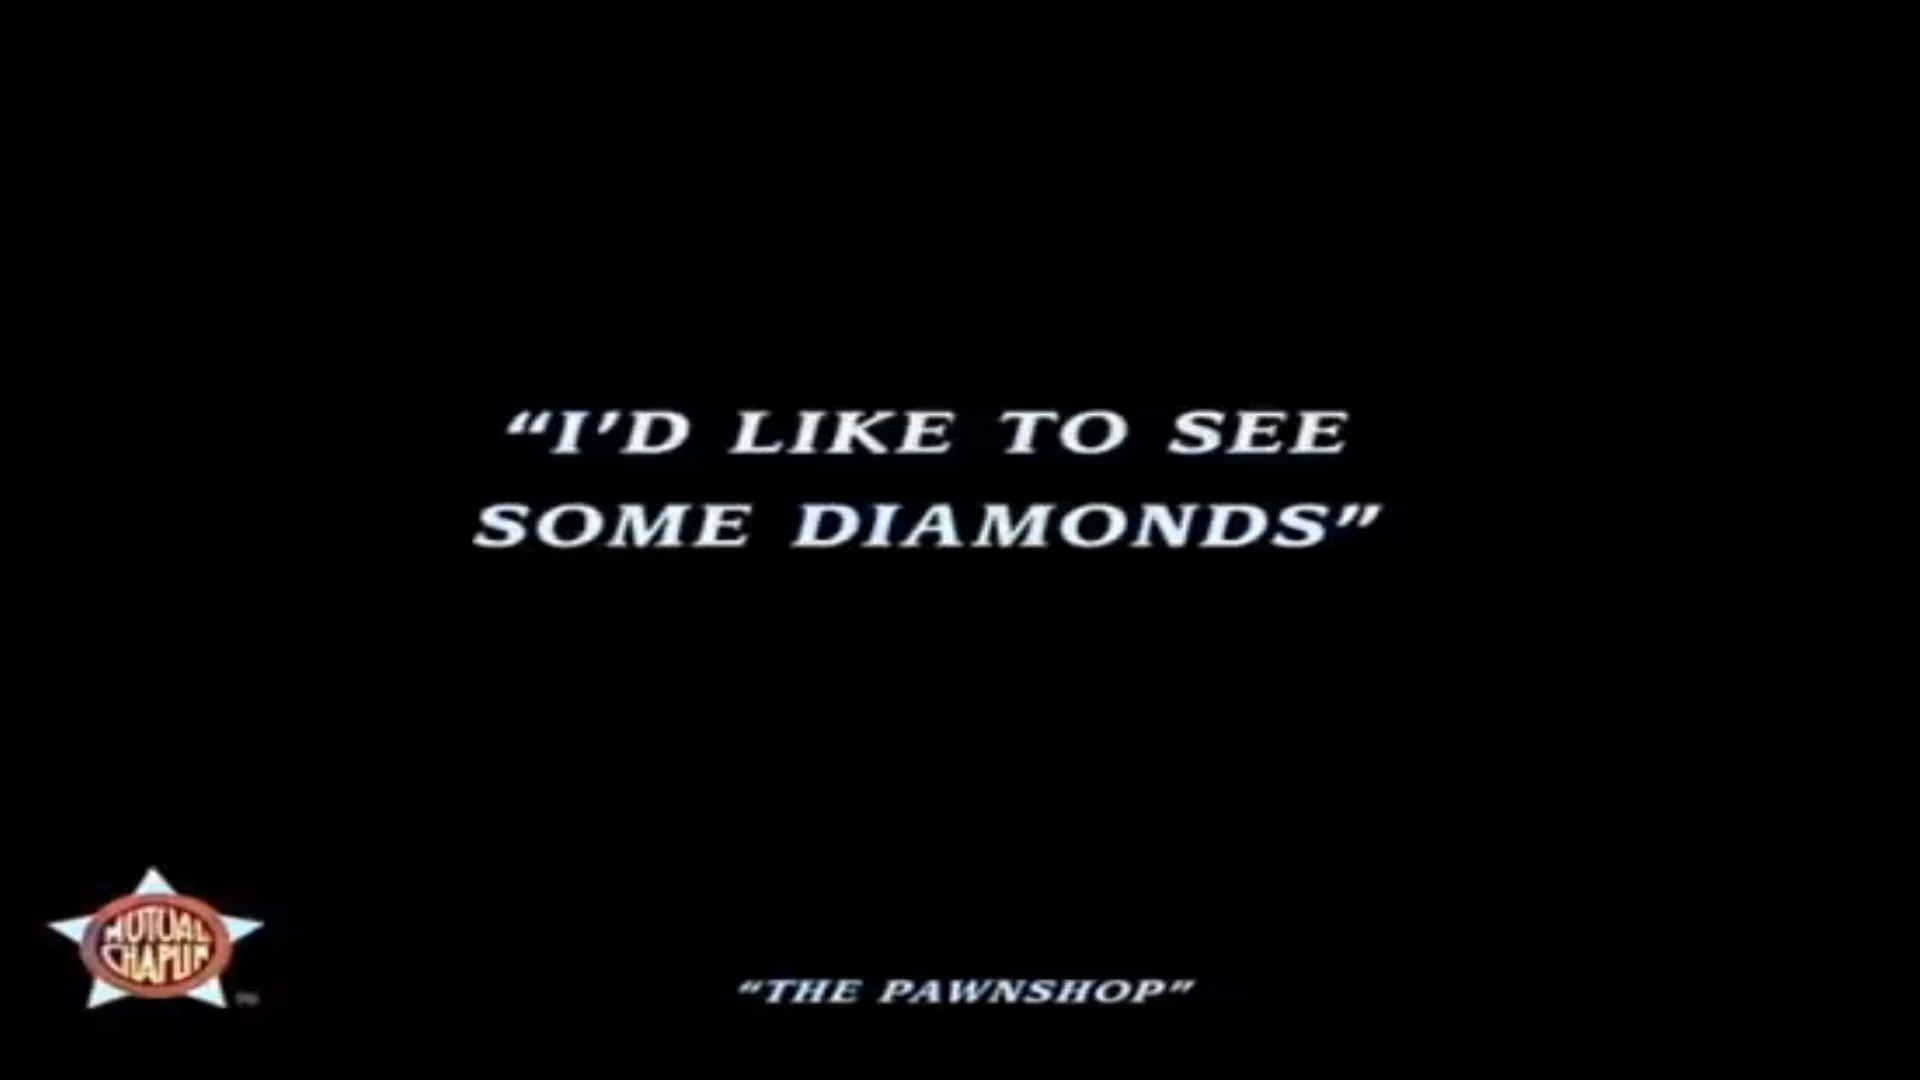 “I’D LIKE TO SEE
SOME DIAMONDS”
MUTUAL
CHAPLIN
“THE PAWNSHOP”